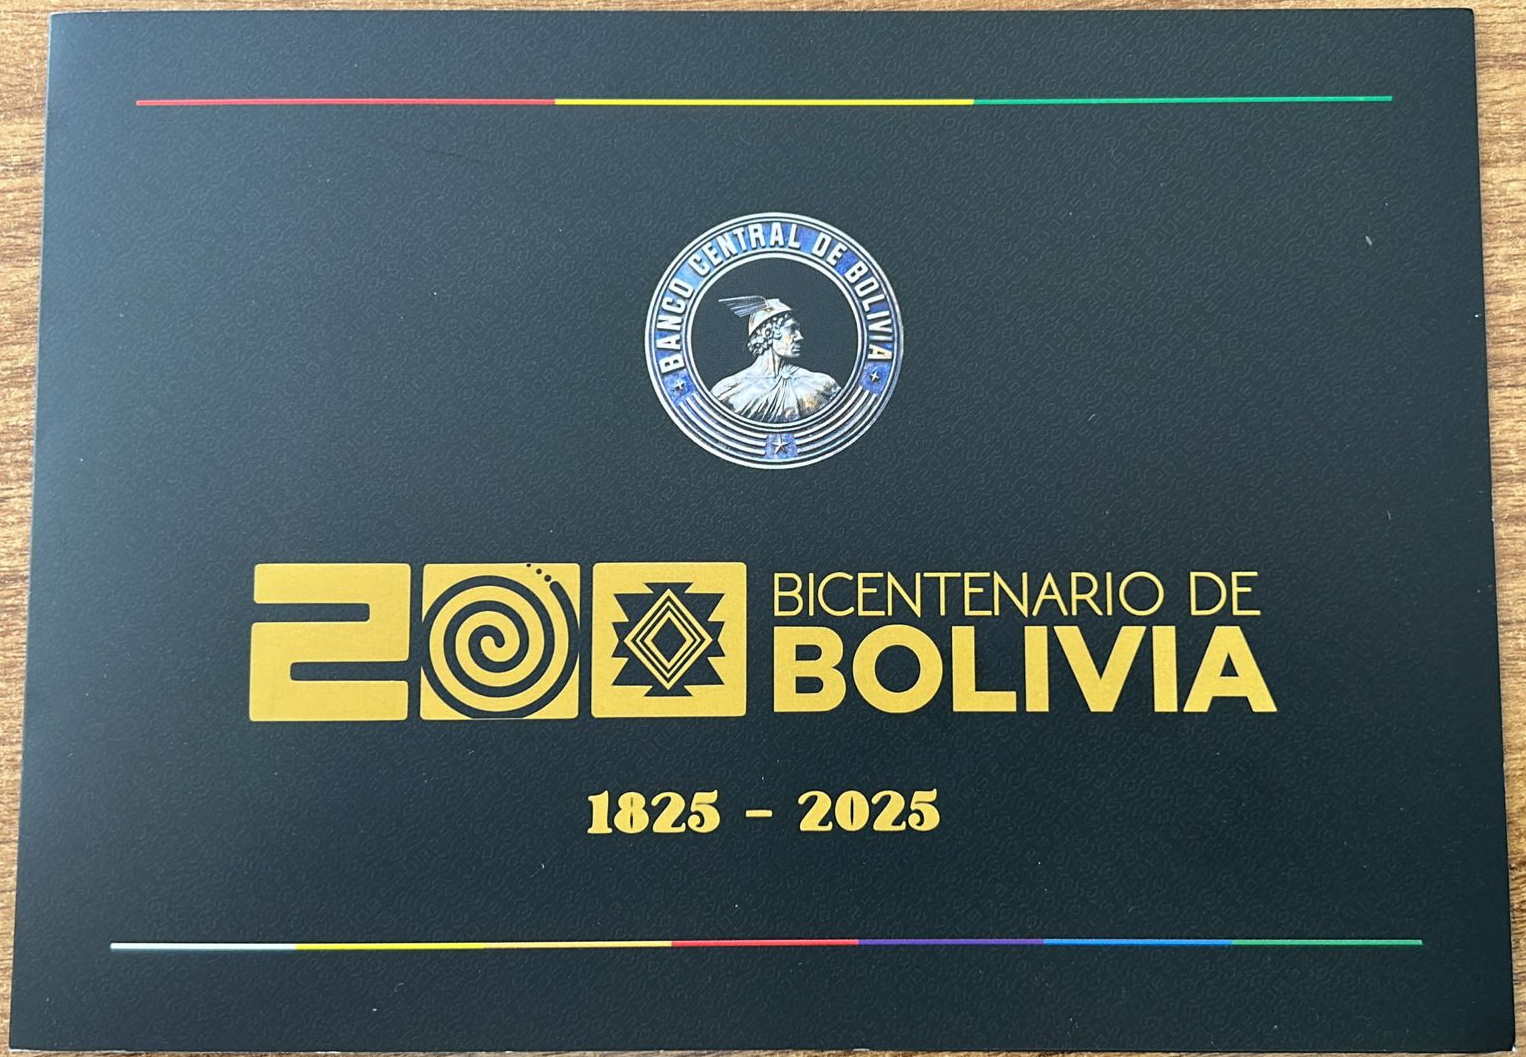 BANCO CENTRAL DE BOLIVIA
200 BICENTENARIO DE
BOLIVIA
1825 - 2025